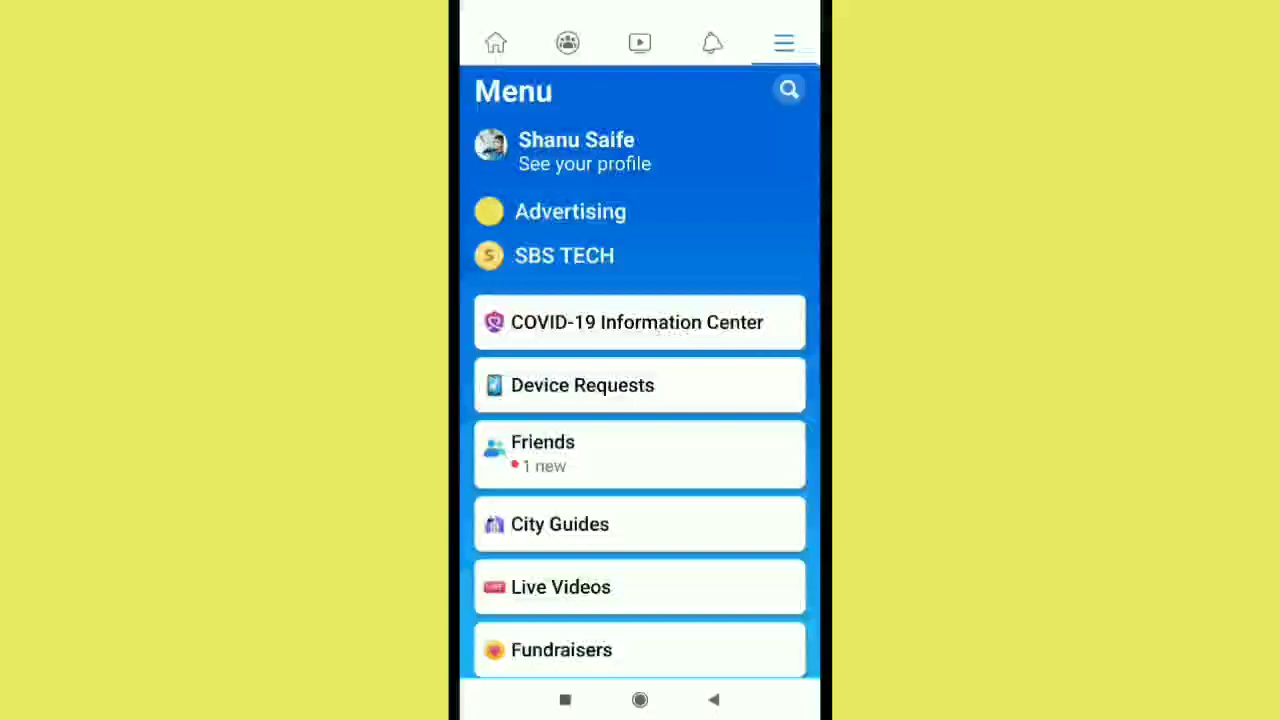 Menu
Shanu Saife
See your profile
Advertising
S
SBS TECH
COVID-19 Information Center
Device Requests
Friends
1 new
City Guides
Live Videos
Fundraisers